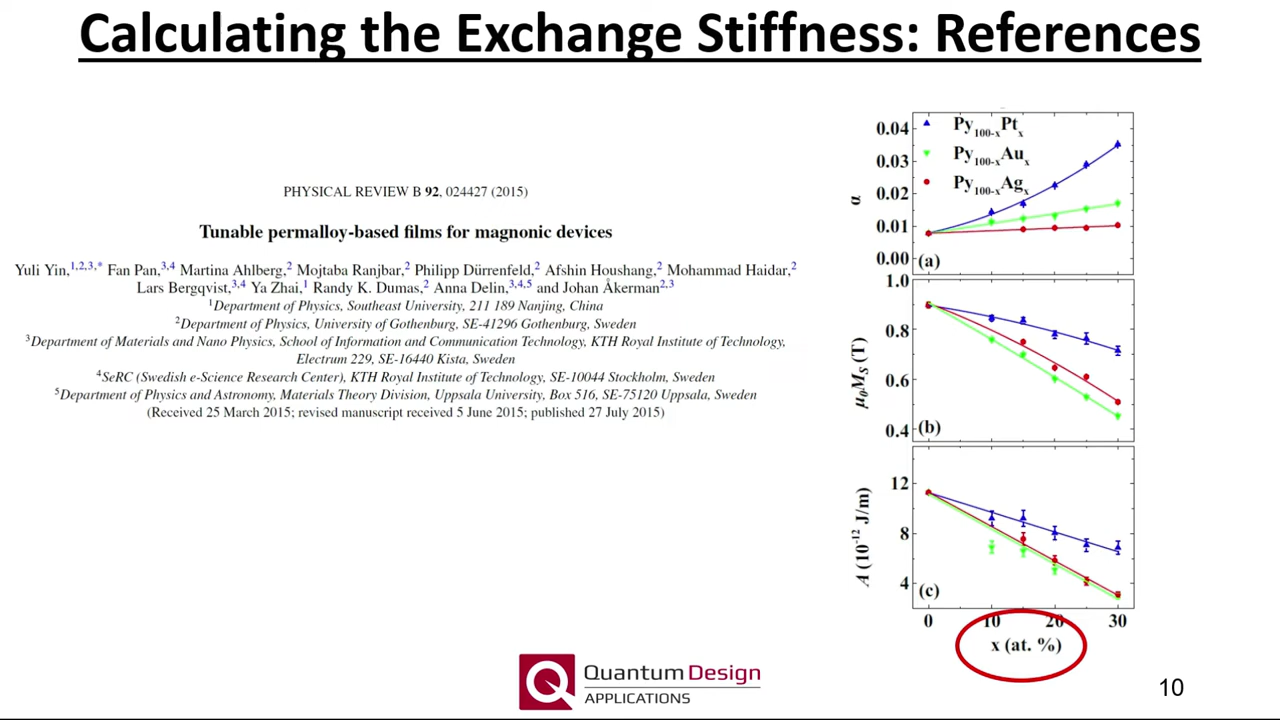 Calculating the Exchange Stiffness: References
PHYSICAL REVIEW B 92, 024427 (2015)
Tunable permalloy-based films for magnonic devices
Yuli Yin,1,2,3,* Fan Pan,3,4 Martina Ahlberg,2 Mojtaba Ranjbar,2 Philipp Dürrenfeld,2 Afshin Houshang,2 Mohammad Haidar,2
Lars Bergqvist,3,4 Ya Zhai,1 Randy K. Dumas,2 Anna Delin,3,4,5 and Johan Åkerman2,3
1Department of Physics, Southeast University, 211 189 Nanjing, China
2Department of Physics, University of Gothenburg, SE-41296 Gothenburg, Sweden
3Department of Materials and Nano Physics, School of Information and Communication Technology, KTH Royal Institute of Technology,
Electrum 229, SE-16440 Kista, Sweden
4SeRC (Swedish e-Science Research Center), KTH Royal Institute of Technology, SE-10044 Stockholm, Sweden
5Department of Physics and Astronomy, Materials Theory Division, Uppsala University, Box 516, SE-75120 Uppsala, Sweden
(Received 25 March 2015; revised manuscript received 5 June 2015; published 27 July 2015)
0.04
0.03
0.02
0.01
0.00
α
Py100-xPtx
Py100-xAux
Py100-xAgx
(a)
1.0
0.8
0.6
0.4
μ0MS (T)
(b)
12
8
4
A (10-12 J/m)
(c)
0 10 20 30
x (at. %)
Quantum Design
APPLICATIONS
10